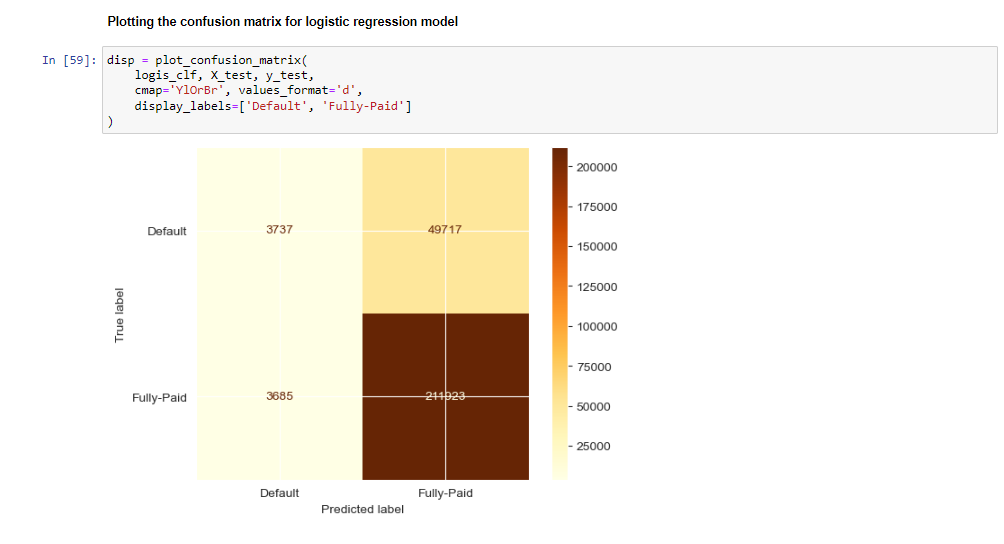 Plotting the confusion matrix for logistic regression model
In [59]: disp = plot_confusion_matrix(
logis_clf, X_test, y_test,
cmap='YlOrBr', values_format='d',
display_labels=['Default', 'Fully-Paid']
)
200000
175000
150000
125000
100000
75000
50000
25000
Default 3737 49717
True label
Fully-Paid 3685 211923
Default Fully-Paid
Predicted label